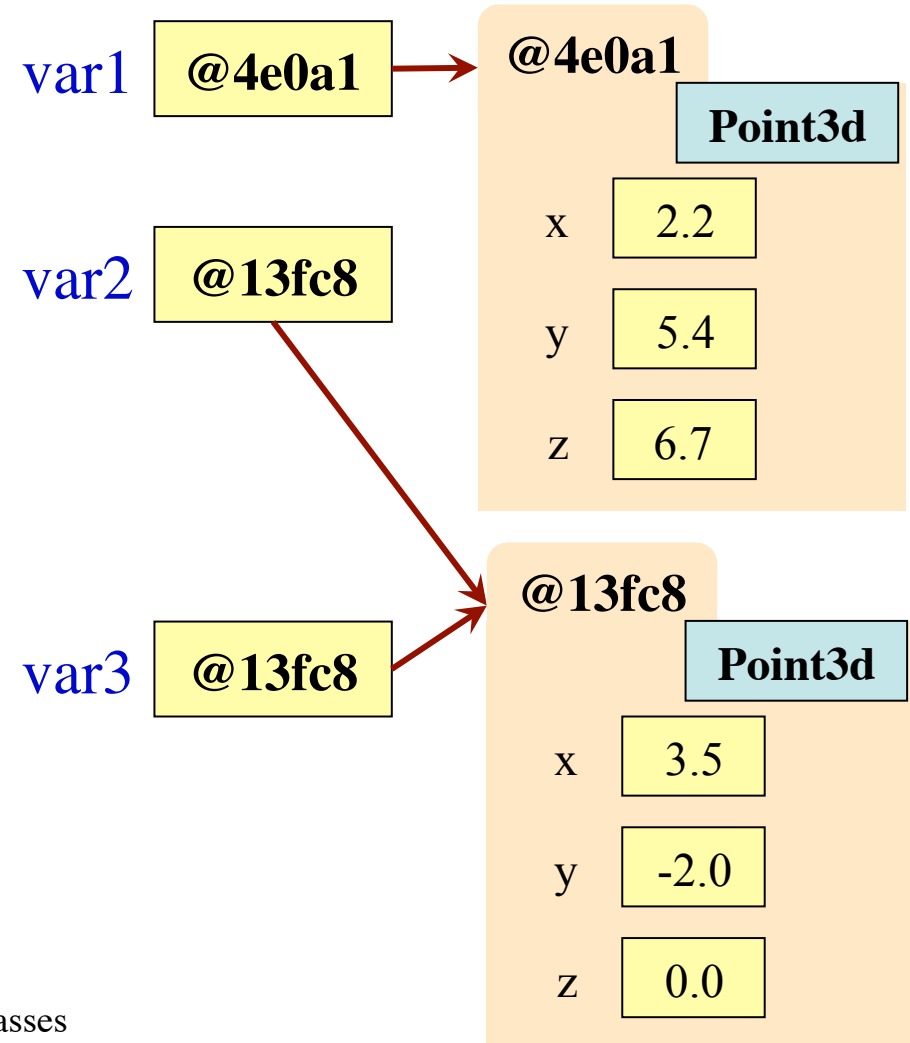 var1 @4e0a1
@4e0a1
Point3d
x 2.2
y 5.4
z 6.7
var2 @13fc8
var3 @13fc8
@13fc8
Point3d
x 3.5
y -2.0
z 0.0
asses